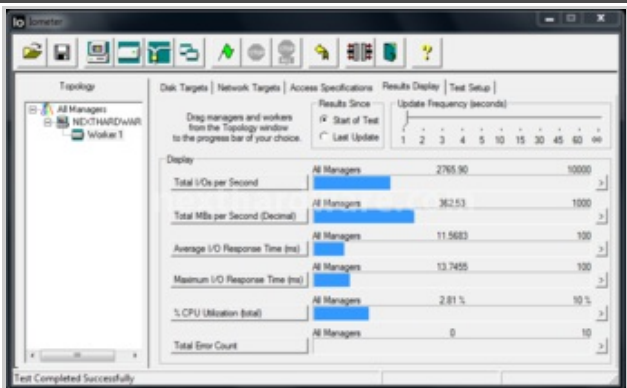 Io Iometer
Topology
All Managers
NEXTHARDWAR
Worker 1
Disk Targets | Network Targets | Access Specifications | Results Display | Test Setup
Drag managers and workers
from the Topology window
to the progress bar of your choice.
Results Since
Start of Test
Last Update
Update Frequency (seconds)
1 2 3 4 5 10 15 30 45 60 ∞
Display
All Managers 2765.90 10000
Total I/Os per Second
All Managers 362.53 1000
Total MBs per Second (Decimal)
All Managers 11.5683 100
Average I/O Response Time (ms)
All Managers 13.7455 100
Maximum I/O Response Time (ms)
All Managers 2.81 % 10 %
% CPU Utilization (total)
All Managers 0 10
Total Error Count
Test Completed Successfully